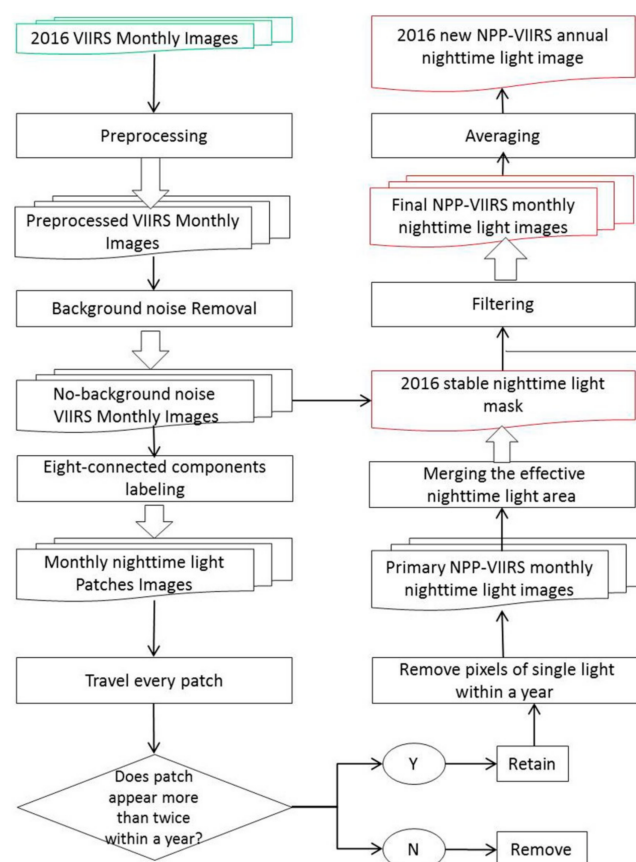 2016 VIIRS Monthly Images
Preprocessing
Preprocessed VIIRS Monthly
Images
Background noise Removal
No-background noise
VIIRS Monthly Images
Eight-connected components
labeling
Monthly nighttime light
Patches Images
Travel every patch
Does patch
appear more
than twice
within a year?
Y
Retain
N
Remove
Remove pixels of single light
within a year
Primary NPP-VIIRS monthly
nighttime light images
Merging the effective
nighttime light area
2016 stable nighttime light
mask
Filtering
Final NPP-VIIRS monthly
nighttime light images
Averaging
2016 new NPP-VIIRS annual
nighttime light image